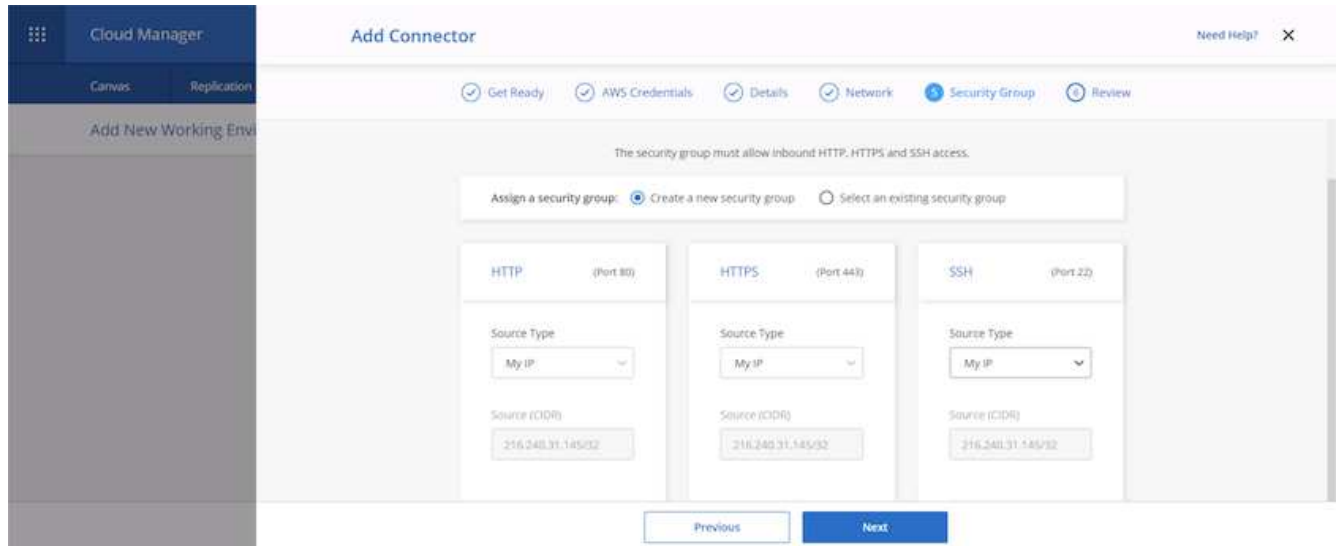 Cloud Manager
Add Connector
Need Help?
Canvas
Replication
Get Ready
AWS Credentials
Details
Network
5
Security Group
6
Review
Add New Working Envi
The security group must allow inbound HTTP, HTTPS and SSH access.
Assign a security group:
Create a new security group
Select an existing security group
HTTP
(Port 80)
HTTPS
(Port 443)
SSH
(Port 22)
Source Type
Source Type
Source Type
My IP
My IP
My IP
Source (CIDR)
Source (CIDR)
Source (CIDR)
216.240.31.145/32
216.240.31.145/32
216.240.31.145/32
Previous
Next